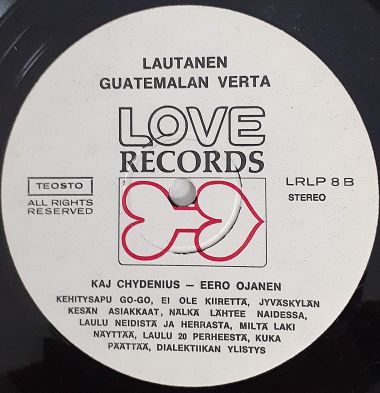 LAUTANEN
GUATEMALAN VERTA
LOVE
RECORDS
TEOSTO
ALL RIGHTS
RESERVED
LRLP 8 B
STEREO
KAJ CHYDENIUS – EERO OJANEN
KEHITYSAPU GO-GO, EI OLE KIIRETTÄ, JYVÄSKYLÄN
KESÄN ASIAKKAAT, NÄLKÄ LÄHTEE NAIDESSA,
LAULU NEIDISTÄ JA HERRASTA, MILTÄ LAKI
NÄYTTÄÄ, LAULU 20 PERHEESTÄ, KUKA
PÄÄTTÄÄ, DIALEKTIIKAN YLISTYS